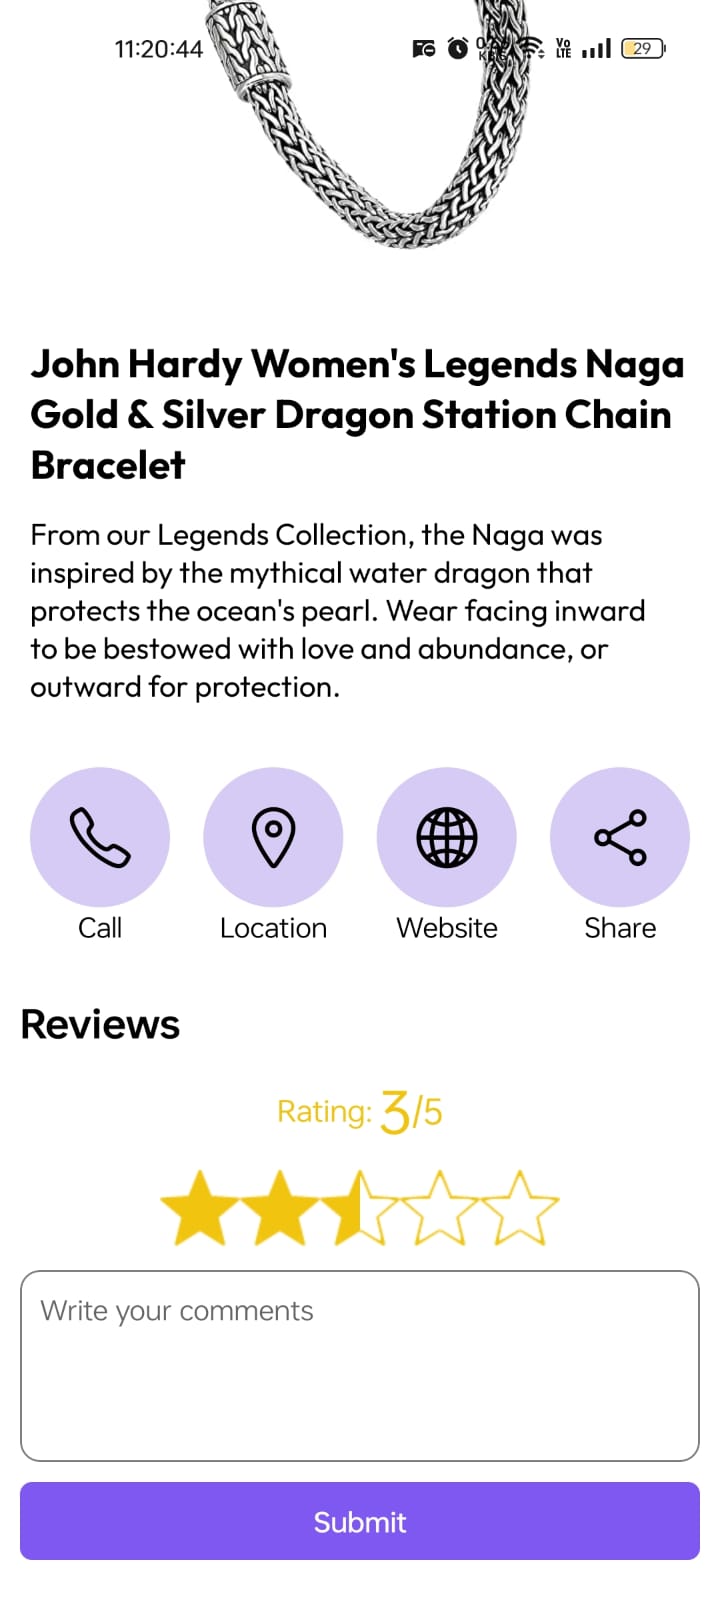 11:20:44
Vo
LTE
29
John Hardy Women's Legends Naga
Gold & Silver Dragon Station Chain
Bracelet
From our Legends Collection, the Naga was
inspired by the mythical water dragon that
protects the ocean's pearl. Wear facing inward
to be bestowed with love and abundance, or
outward for protection.
Call
Location
Website
Share
Reviews
Rating: 3/5
Write your comments
Submit